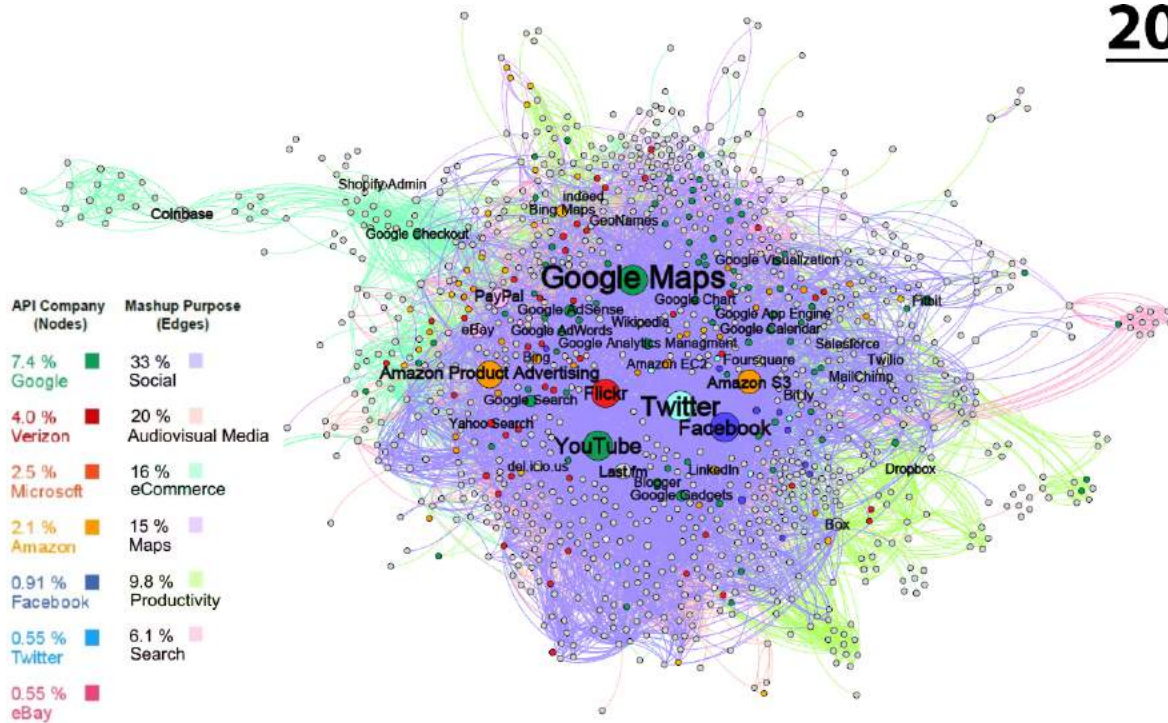 20
Shopify Admin
Coinbase
Google Checkout
indeed
Bing Maps
GeoNames
Google Visualization
Google Maps
PayPal
Google AdSense
Google Chart
Fitbit
eBay
Google AdWords
Wikipedia
Google App Engine
Google Calendar
Google Analytics Managment
Salesforce
Bing
Amazon EC2
Foursquare
Twilio
Amazon Product Advertising
Amazon S3
MailChimp
Flickr
Bit.ly
Google Search
Twitter
Facebook
Yahoo Search
YouTube
del.icio.us
Last.fm
LinkedIn
Dropbox
Blogger
Google Gadgets
Box
API Company
(Nodes)
7.4 %
Google
4.0 %
Verizon
2.5 %
Microsoft
2.1 %
Amazon
0.91 %
Facebook
0.55 %
Twitter
0.55 %
eBay
Mashup Purpose
(Edges)
33 %
Social
20 %
Audiovisual Media
16 %
eCommerce
15 %
Maps
9.8 %
Productivity
6.1 %
Search